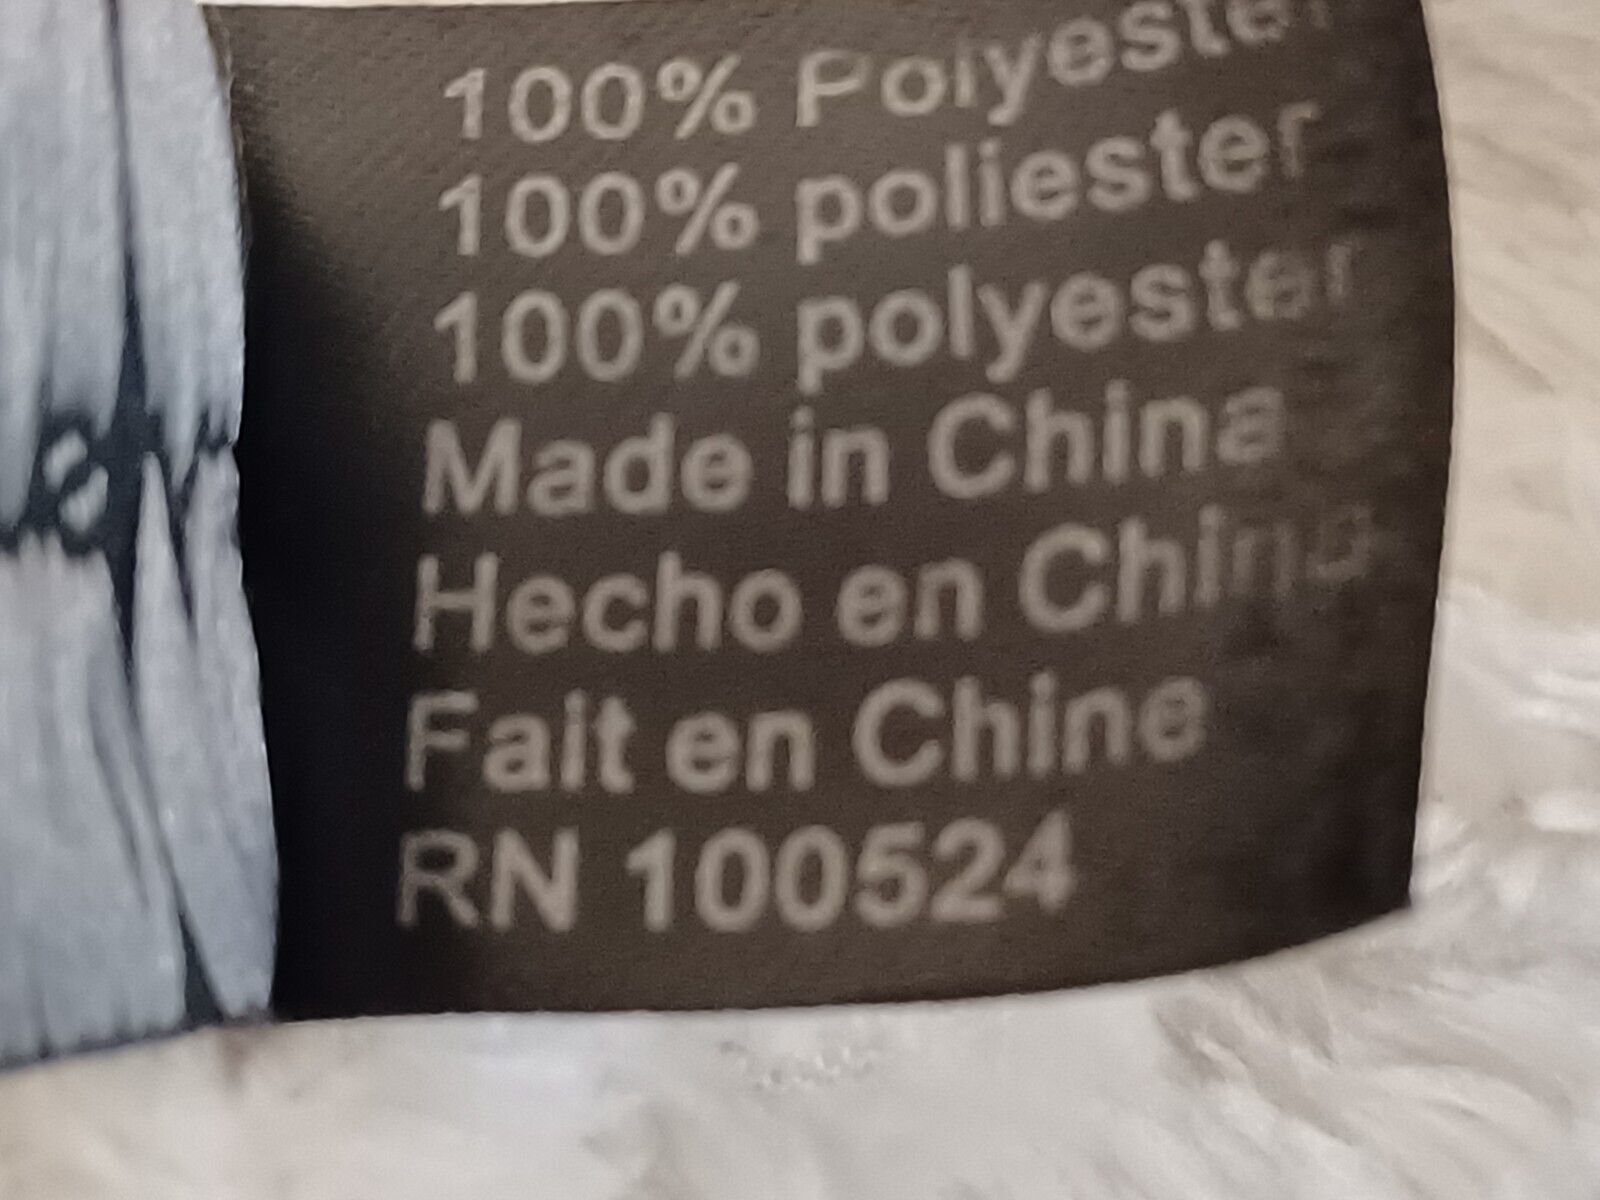 100% Polyester
100% poliester
100% polyester
Made in China
Hecho en China
Fait en Chine
RN 100524